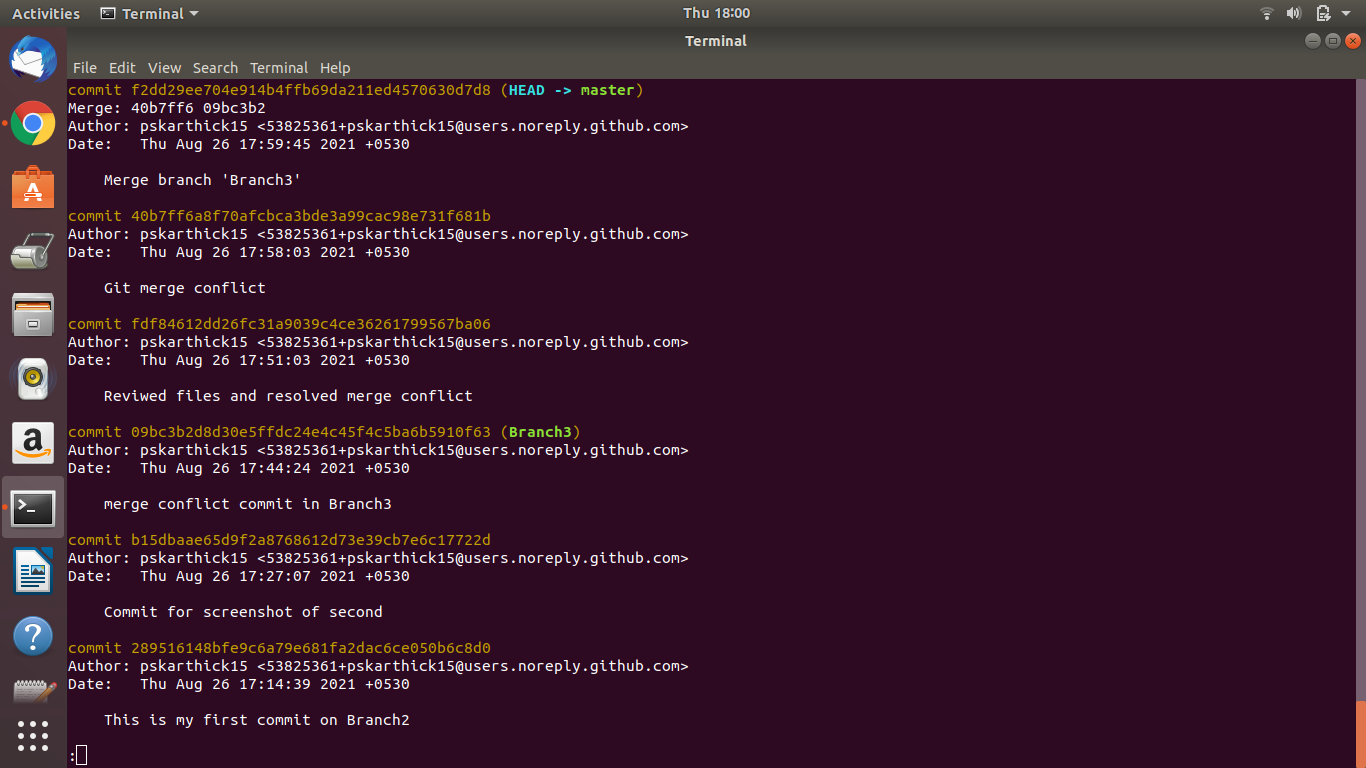 Activities Terminal Thu 18:00
Terminal
File Edit View Search Terminal Help
commit f2dd29ee704e914b4ffb69da211ed4570630d7d8 (HEAD -> master)
Merge: 40b7ff6 09bc3b2
Author: pskarthick15 <53825361+pskarthick15@users.noreply.github.com>
Date:   Thu Aug 26 17:59:45 2021 +0530
    Merge branch 'Branch3'
commit 40b7ff6a8f70afcbca3bde3a99cac98e731f681b
Author: pskarthick15 <53825361+pskarthick15@users.noreply.github.com>
Date:   Thu Aug 26 17:58:03 2021 +0530
    Git merge conflict
commit fdf84612dd26fc31a9039c4ce36261799567ba06
Author: pskarthick15 <53825361+pskarthick15@users.noreply.github.com>
Date:   Thu Aug 26 17:51:03 2021 +0530
    Reviwed files and resolved merge conflict
commit 09bc3b2d8d30e5ffdc24e4c45f4c5ba6b5910f63 (Branch3)
Author: pskarthick15 <53825361+pskarthick15@users.noreply.github.com>
Date:   Thu Aug 26 17:44:24 2021 +0530
    merge conflict commit in Branch3
commit b15dbaae65d9f2a8768612d73e39cb7e6c17722d
Author: pskarthick15 <53825361+pskarthick15@users.noreply.github.com>
Date:   Thu Aug 26 17:27:07 2021 +0530
    Commit for screenshot of second
commit 289516148bfe9c6a79e681fa2dac6ce050b6c8d0
Author: pskarthick15 <53825361+pskarthick15@users.noreply.github.com>
Date:   Thu Aug 26 17:14:39 2021 +0530
    This is my first commit on Branch2
: